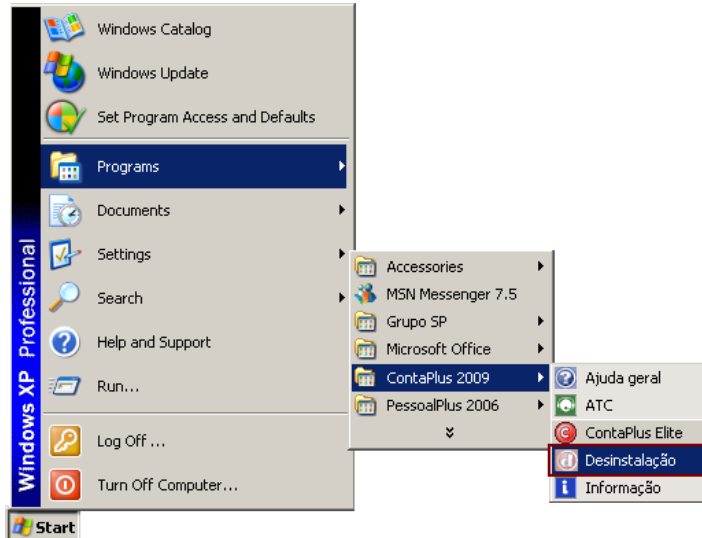 Windows Catalog
Windows Update
Set Program Access and Defaults
Programs
Documents
Settings
Search
Help and Support
Run...
Log Off ...
Turn Off Computer...
Windows XP Professional
Start
Accessories
MSN Messenger 7.5
Grupo SP
Microsoft Office
ContaPlus 2009
PessoalPlus 2006
Ajuda geral
ATC
ContaPlus Elite
Desinstalação
Informação